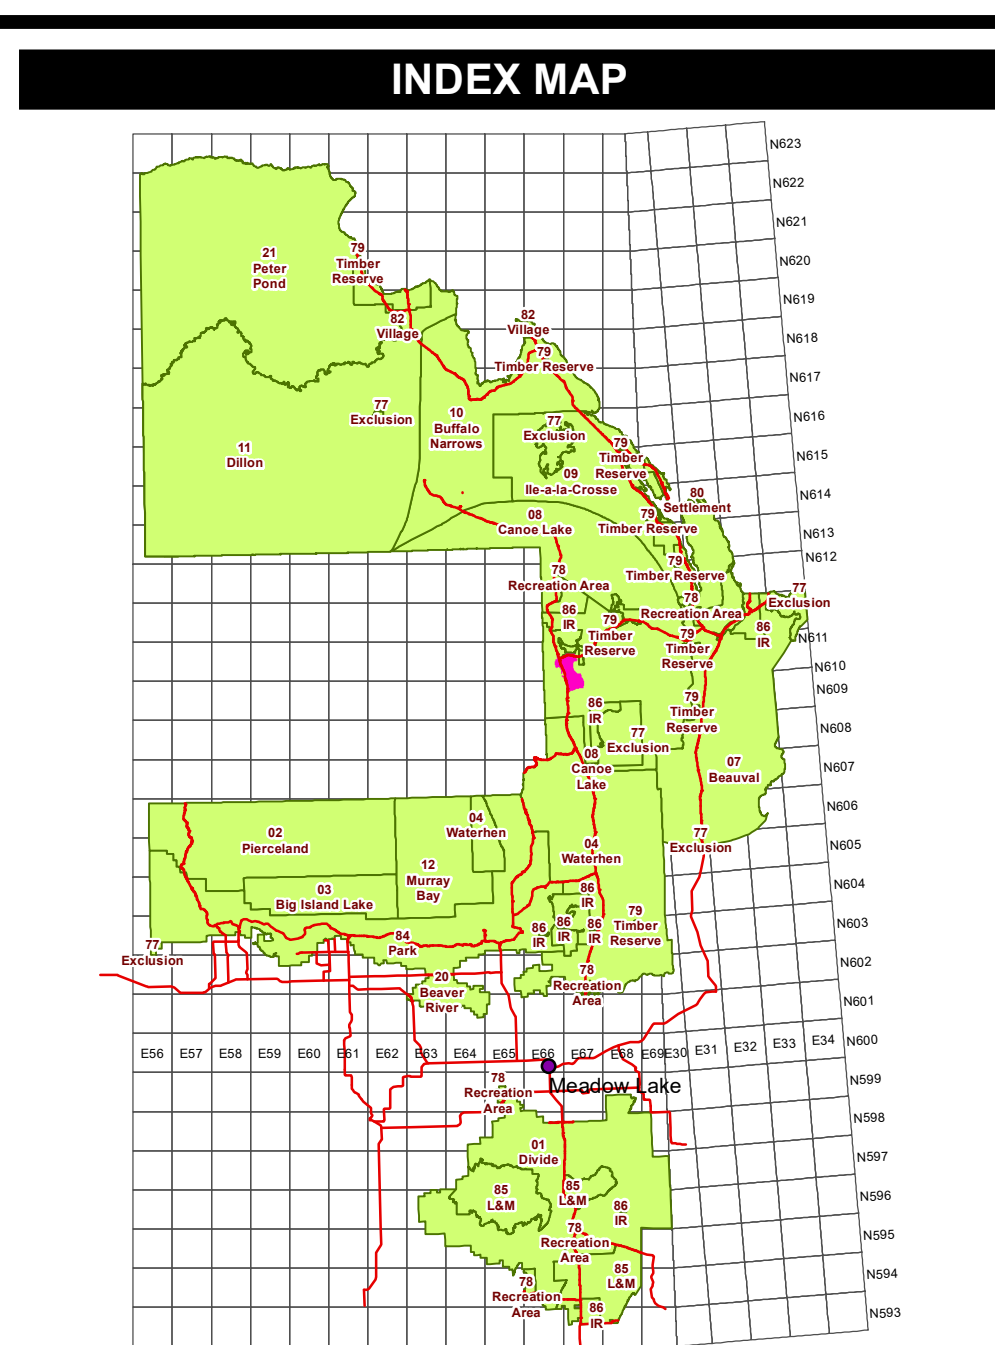 INDEX MAP
N623
N622
N621
N620
N619
N618
N617
N616
N615
N614
N613
N612
N611
N610
N609
N608
N607
N606
N605
N604
N603
N602
N601
N600
N599
N598
N597
N596
N595
N594
N593
21
Peter
Pond
79
Timber
Reserve
82
Village
82
Village
79
Timber Reserve
77
Exclusion
10
Buffalo
Narrows
77
Exclusion
11
Dillon
79
Timber
Reserve
09
Ile-a-la-Crosse
80
Settlement
08
Canoe Lake
79
Timber Reserve
79
Timber Reserve
78
Recreation Area
77
Exclusion
78
Recreation Area
86
IR
79
Timber
Reserve
86
IR
79
Timber
Reserve
86
IR
79
Timber
Reserve
77
Exclusion
08
Canoe
Lake
07
Beauval
04
Waterhen
02
Pierceland
77
Exclusion
04
Waterhen
12
Murray
Bay
03
Big Island Lake
86
IR
79
Timber
Reserve
86
IR
86
IR
86
IR
84
Park
77
Exclusion
78
Recreation
Area
20
Beaver
River
E56
E57
E58
E59
E60
E61
E62
E63
E64
E65
E66
E67
E68
E69
E30
E31
E32
E33
E34
Meadow Lake
78
Recreation
Area
01
Divide
85
L&M
85
L&M
86
IR
78
Recreation
Area
85
L&M
78
Recreation
Area
86
IR